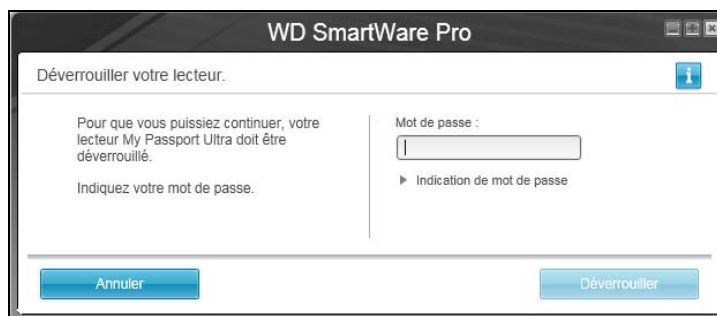 WD SmartWare Pro
Déverrouiller votre lecteur.
Pour que vous puissiez continuer, votre
lecteur My Passport Ultra doit être
déverrouillé.
Indiquez votre mot de passe.
Mot de passe :
Indication de mot de passe
Annuler
Déverrouiller